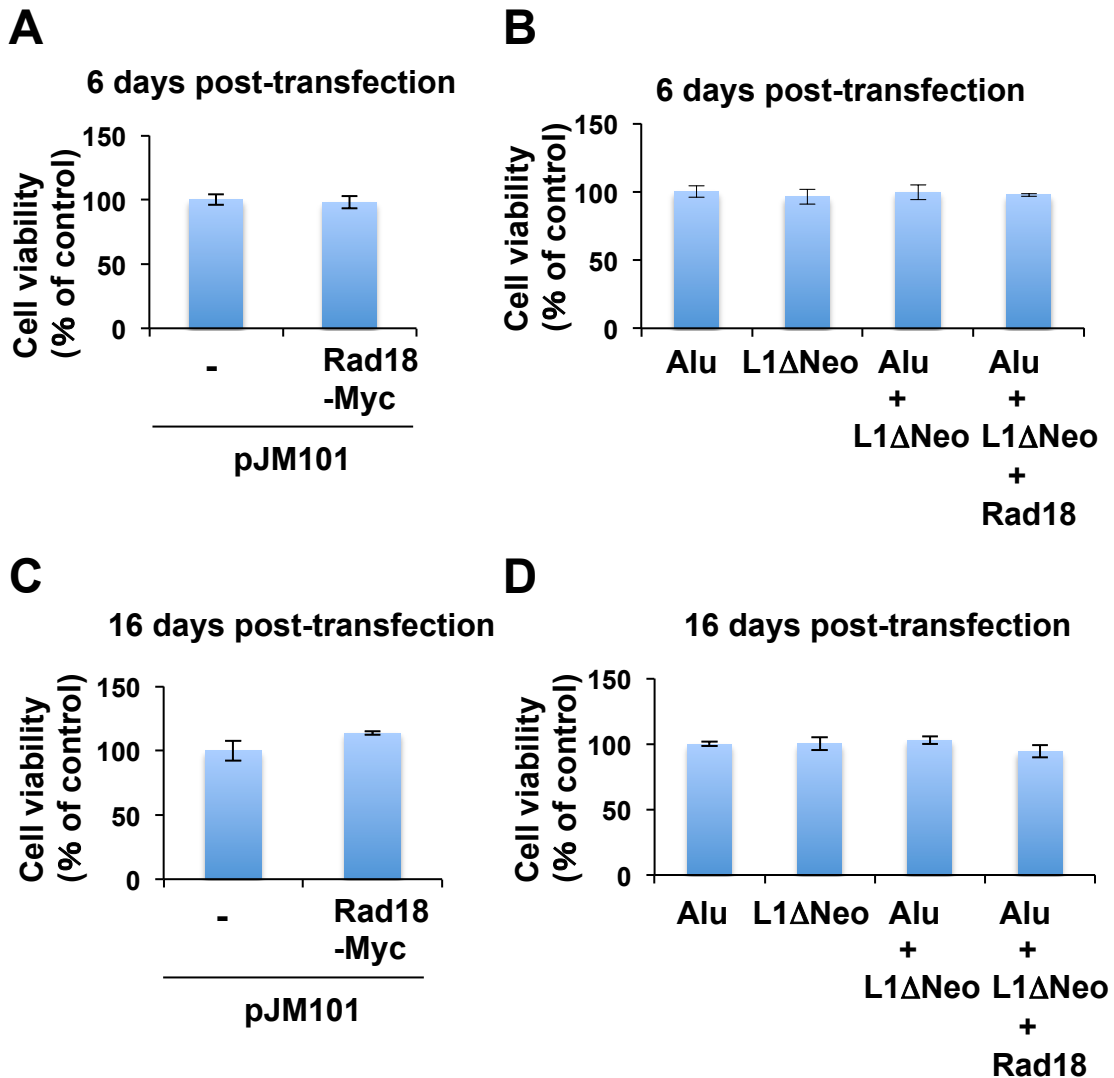 A
6 days post-transfection
Cell viability
(% of control)
150
100
50
0
-
Rad18
-Myc
pJM101
B
6 days post-transfection
Cell viability
(% of control)
150
100
50
0
Alu
L1ΔNeo
Alu
+
L1ΔNeo
Alu
+
L1ΔNeo
+
Rad18
C
16 days post-transfection
Cell viability
(% of control)
150
100
50
0
-
Rad18
-Myc
pJM101
D
16 days post-transfection
Cell viability
(% of control)
150
100
50
0
Alu
L1ΔNeo
Alu
+
L1ΔNeo
Alu
+
L1ΔNeo
+
Rad18